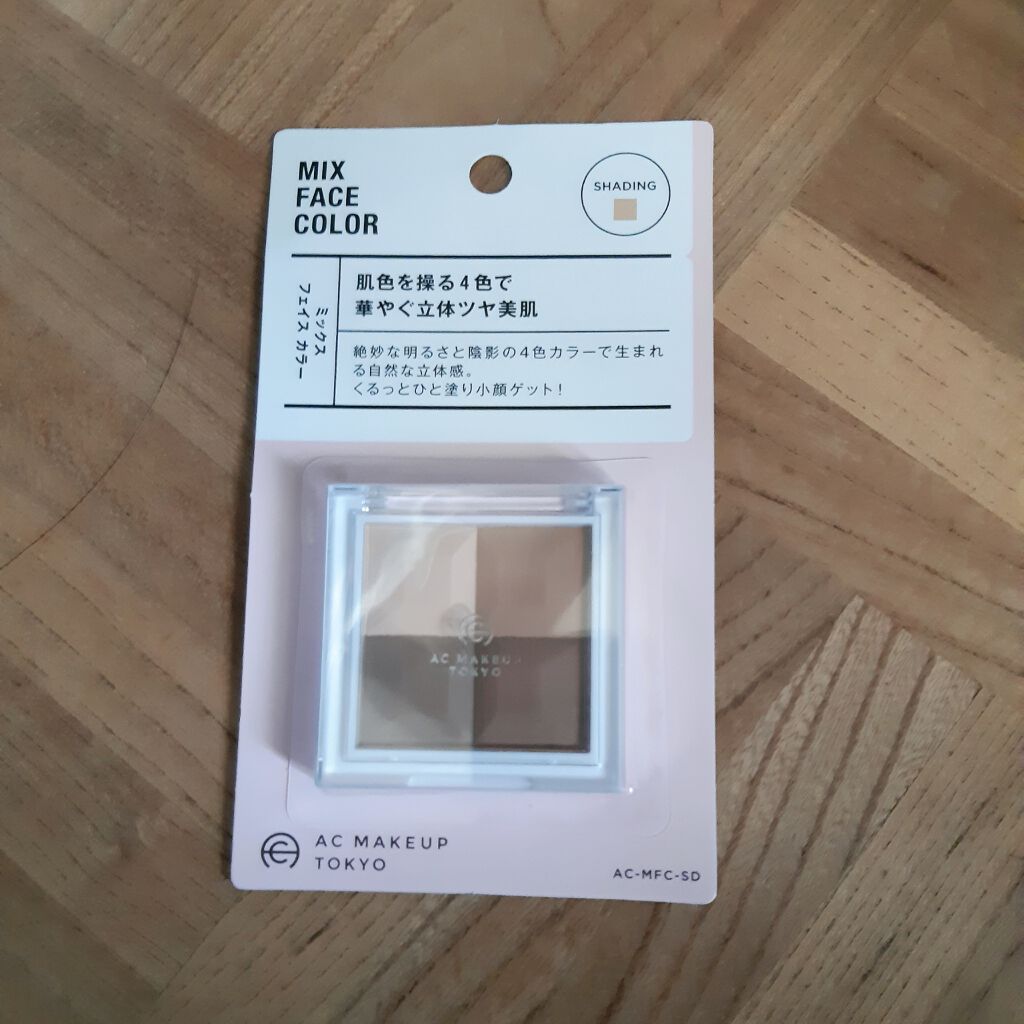 MIX
FACE
COLOR
SHADING
ミックス
フェイス カラー
肌色を操る4色で
華やぐ立体ツヤ美肌
絶妙な明るさと陰影の4色カラーで生まれ
る自然な立体感。
くるっとひと塗り小顔ゲット!
AC MAKEUP
TOKYO
AC MAKEUP
TOKYO
AC-MFC-SD